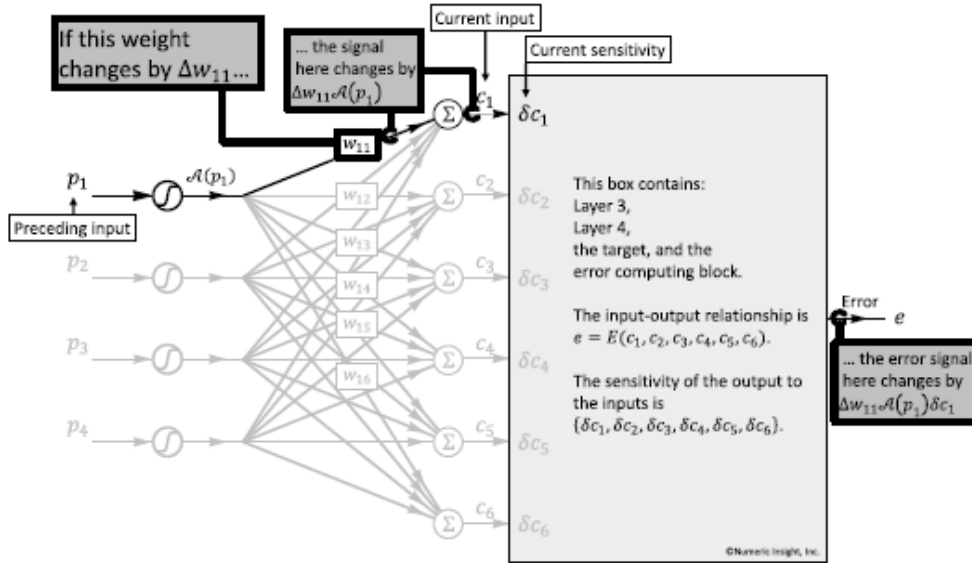 Current input
If this weight
changes by Δw₁₁...
... the signal
here changes by
Δw₁₁𝒜(p₁)
Current sensitivity
c₁
Σ
δc₁
w₁₁
p₁
𝒜(p₁)
Preceding input
w₁₂
c₂
Σ
δc₂
w₁₃
p₂
w₁₄
c₃
Σ
δc₃
w₁₅
p₃
w₁₆
c₄
Σ
δc₄
p₄
c₅
Σ
δc₅
c₆
Σ
δc₆
This box contains:
Layer 3,
Layer 4,
the target, and the
error computing block.
The input-output relationship is
e = E(c₁, c₂, c₃, c₄, c₅, c₆).
The sensitivity of the output to
the inputs is
{δc₁, δc₂, δc₃, δc₄, δc₅, δc₆}.
Error
e
... the error signal
here changes by
Δw₁₁𝒜(p₁)δc₁
©Numeric Insight, Inc.